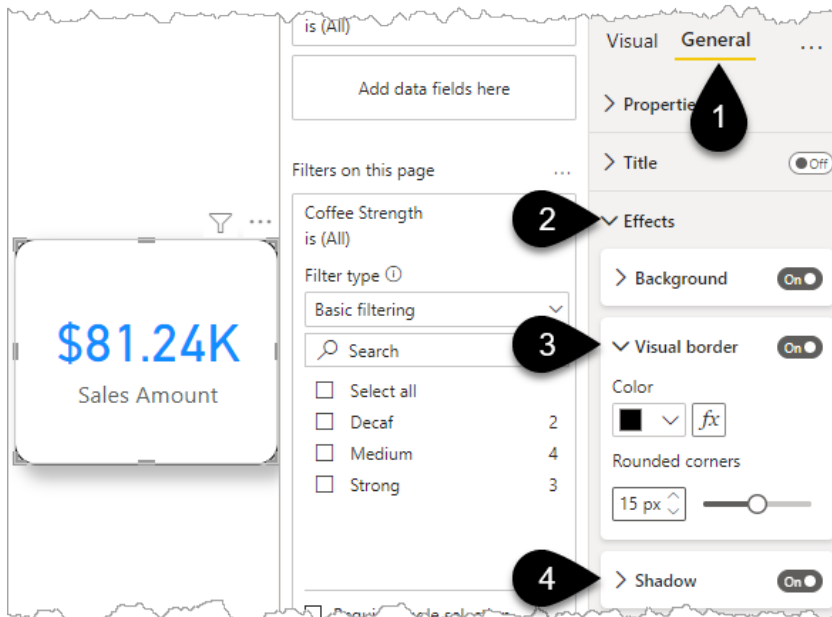 $81.24K
Sales Amount
is (All)
Add data fields here
Filters on this page
...
Coffee Strength
is (All)
Filter type
Basic filtering
Search
Select all
Decaf 2
Medium 4
Strong 3
Visual General ...
1
Title Off
2 Effects
Background On
3 Visual border On
Color
fx
Rounded corners
15 px
4 Shadow On